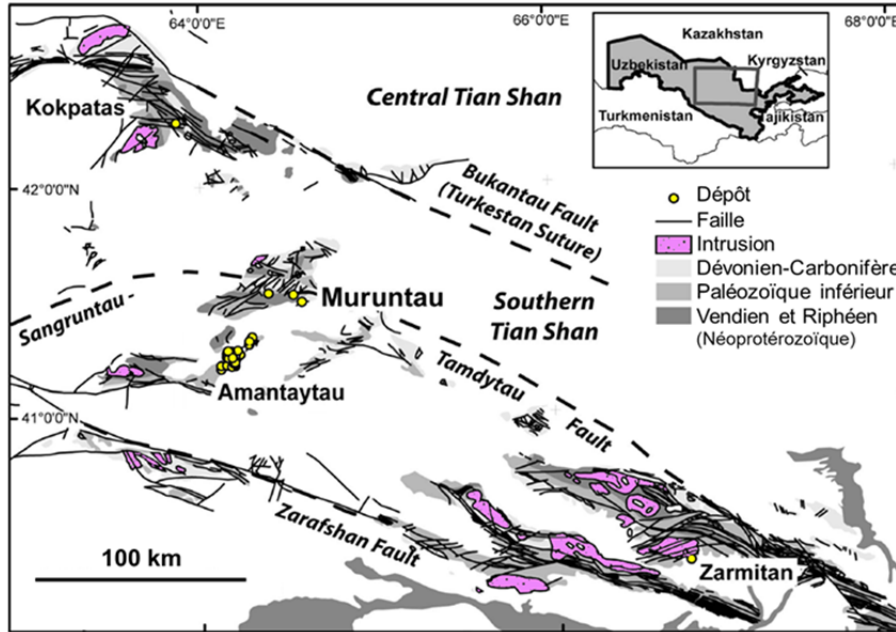 64°0'0"E
66°0'0"E
68°0'0"
Kazakhstan
Uzbekistan
Kyrgyzstan
Turkmenistan
Tajikistan
Kokpatas
Central Tian Shan
42°0'0"N
Bukantau Fault
(Turkestan Suture)
Dépôt
Faille
Intrusion
Dévonien-Carbonifère
Paléozoïque inférieur
Vendien et Riphéen
(Néoprotérozoïque)
Muruntau
Sangruntau -
Southern
Tian Shan
Tamdytau
Fault
Amantaytau
41°0'0"N
Zarafshan Fault
100 km
Zarmitan